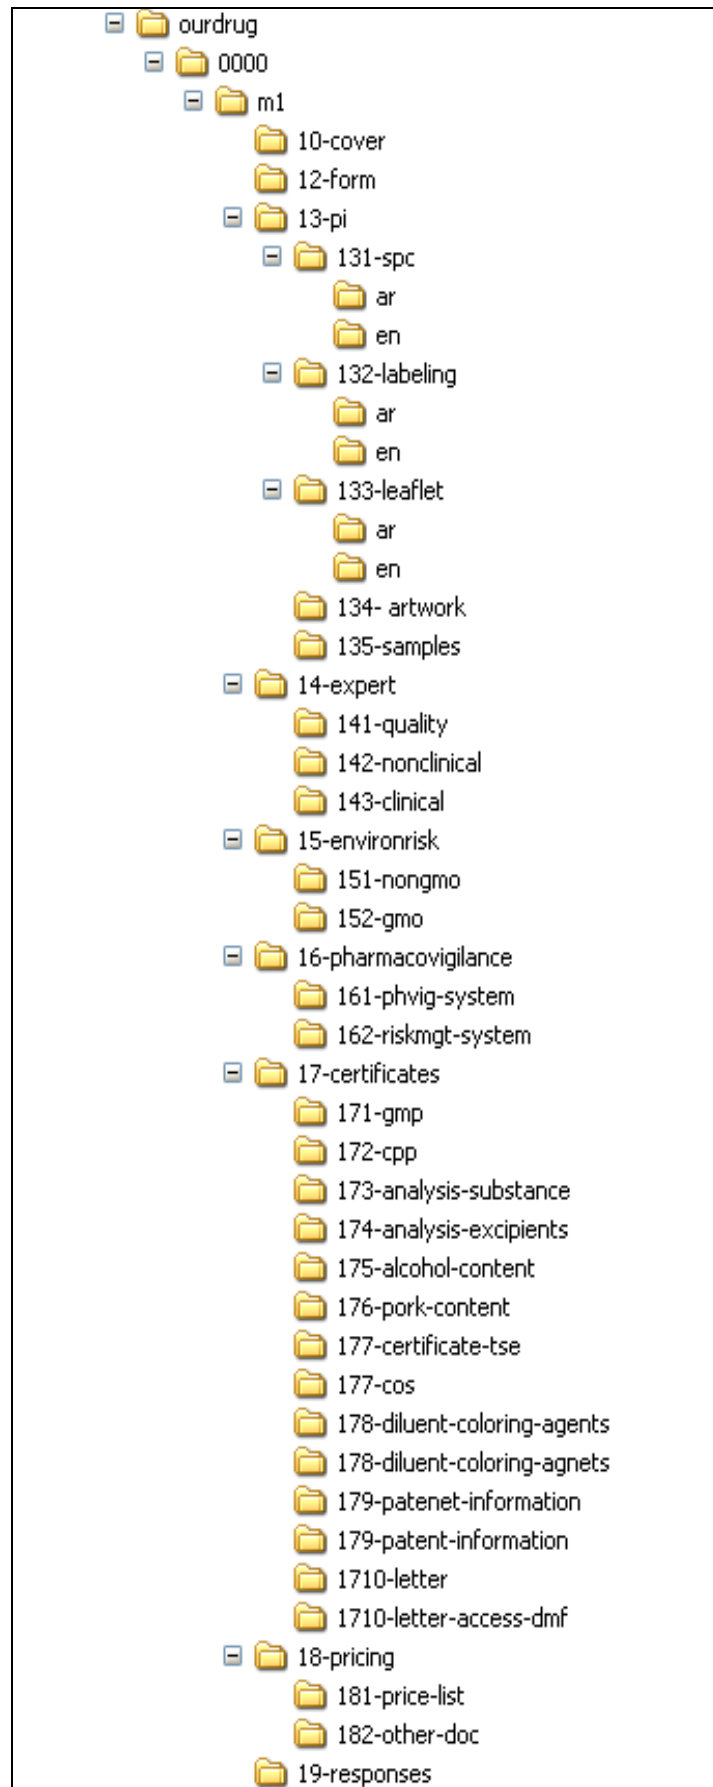 ourdrug
0000
m1
10-cover
12-form
13-pi
131-spc
ar
en
132-labeling
ar
en
133-leaflet
ar
en
134- artwork
135-samples
14-expert
141-quality
142-nonclinical
143-clinical
15-environrisk
151-nongmo
152-gmo
16-pharmacovigilance
161-phvig-system
162-riskmgt-system
17-certificates
171-gmp
172-cpp
173-analysis-substance
174-analysis-excipients
175-alcohol-content
176-pork-content
177-certificate-tse
177-cos
178-diluent-coloring-agents
178-diluent-coloring-agnets
179-patenet-information
179-patent-information
1710-letter
1710-letter-access-dmf
18-pricing
181-price-list
182-other-doc
19-responses